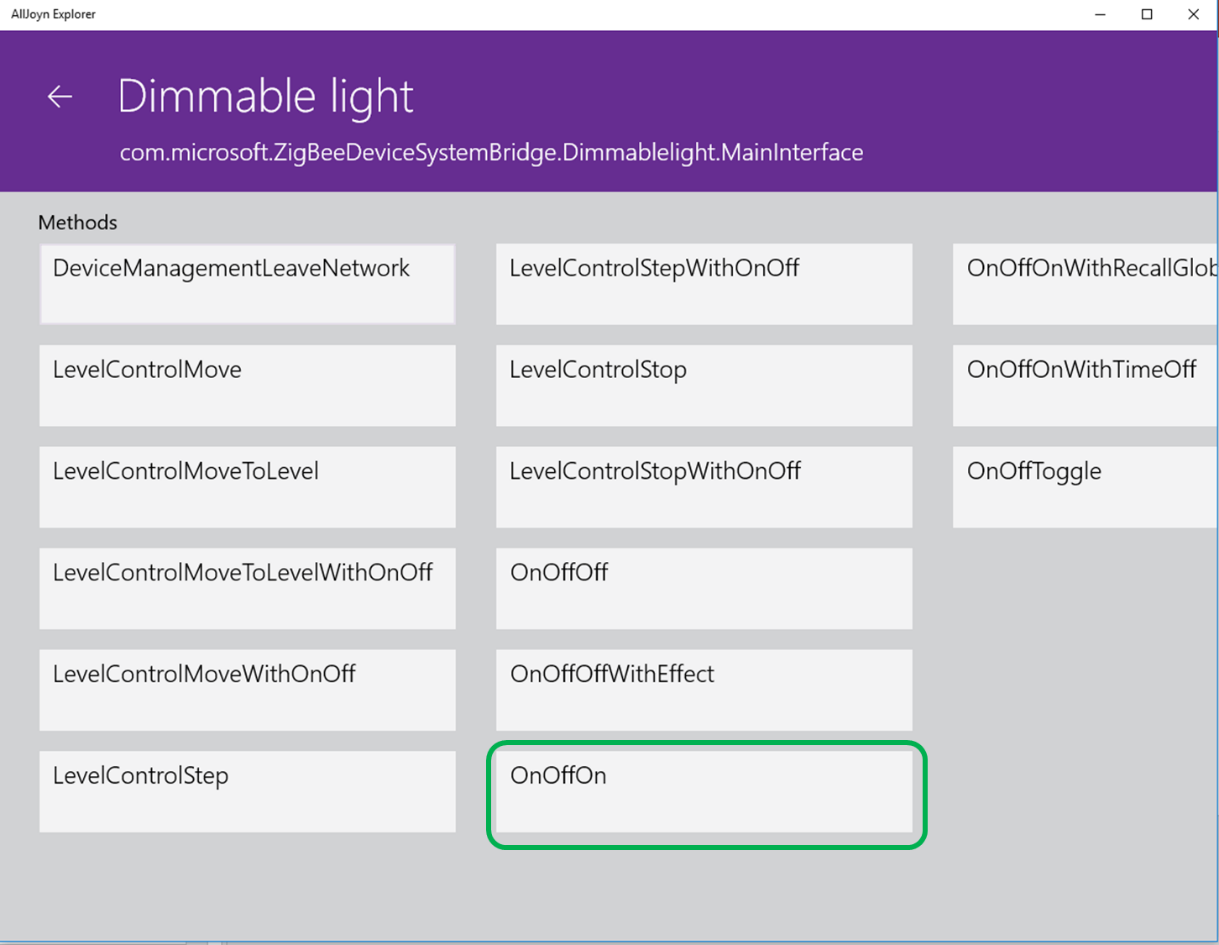 AllJoyn Explorer
Dimmable light
com.microsoft.ZigBeeDeviceSystemBridge.Dimmablelight.MainInterface
Methods
DeviceManagementLeaveNetwork
LevelControlMove
LevelControlMoveToLevel
LevelControlMoveToLevelWithOnOff
LevelControlMoveWithOnOff
LevelControlStep
LevelControlStepWithOnOff
LevelControlStop
LevelControlStopWithOnOff
OnOffOff
OnOffOffWithEffect
OnOffOn
OnOffOnWithRecallGlob
OnOffOnWithTimeOff
OnOffToggle